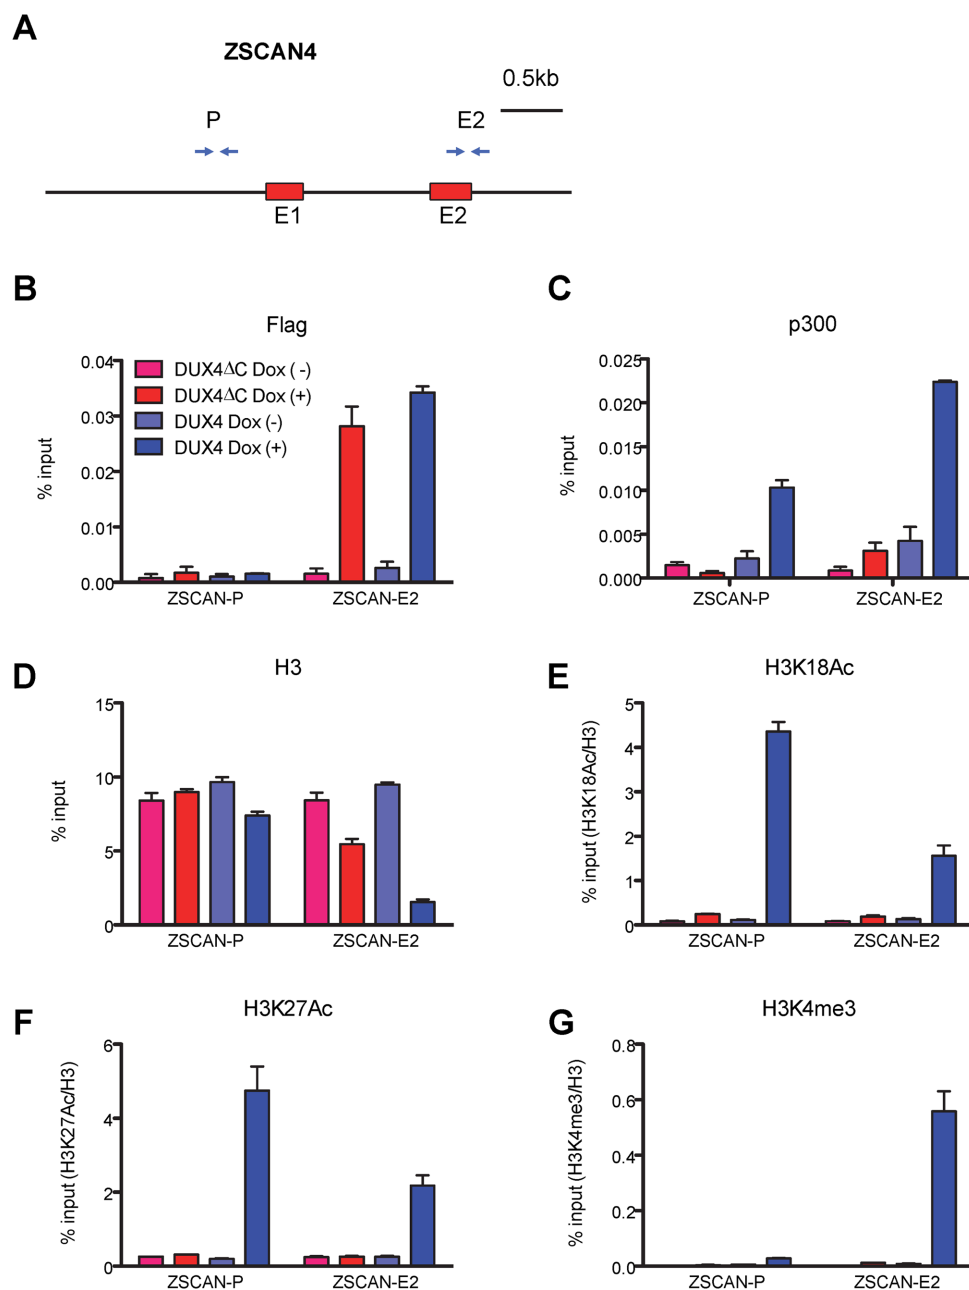 A
ZSCAN4
0.5kb
P
E2
E1
E2
B
Flag
% input
0.04
0.03
0.02
0.01
0.00
DUX4ΔC Dox (-)
DUX4ΔC Dox (+)
DUX4 Dox (-)
DUX4 Dox (+)
ZSCAN-P
ZSCAN-E2
C
p300
% input
0.025
0.020
0.015
0.010
0.005
0.000
ZSCAN-P
ZSCAN-E2
D
H3
% input
15
10
5
0
ZSCAN-P
ZSCAN-E2
E
H3K18Ac
% input (H3K18Ac/H3)
5
4
3
2
1
0
ZSCAN-P
ZSCAN-E2
F
H3K27Ac
% input (H3K27Ac/H3)
6
4
2
0
ZSCAN-P
ZSCAN-E2
G
H3K4me3
% input (H3K4me3/H3)
0.8
0.6
0.4
0.2
0.0
ZSCAN-P
ZSCAN-E2